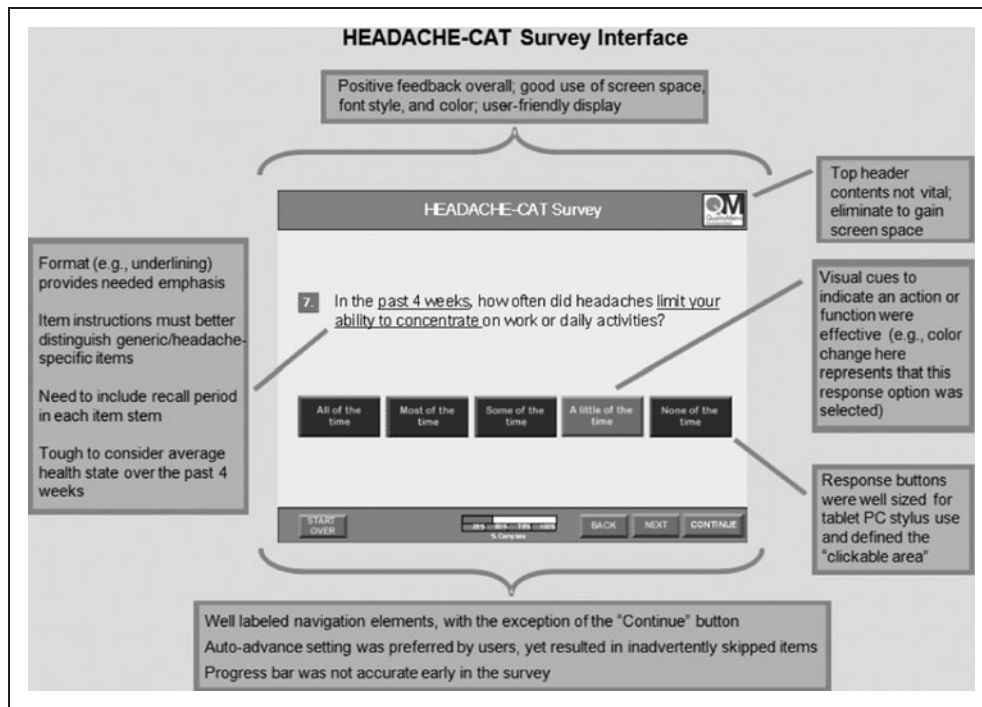 HEADACHE-CAT Survey Interface
Positive feedback overall; good use of screen space,
font style, and color; user-friendly display
Top header
contents not vital;
eliminate to gain
screen space
HEADACHE-CAT Survey
QM
Format (e.g., underlining)
provides needed emphasis
Item instructions must better
distinguish generic/headache-
specific items
Need to include recall period
in each item stem
Tough to consider average
health state over the past 4
weeks
7. In the past 4 weeks, how often did headaches limit your
ability to concentrate on work or daily activities?
All of the
time
Most of the
time
Some of the
time
A little of the
time
None of the
time
Visual cues to
indicate an action or
function were
effective (e.g., color
change here
represents that this
response option was
selected)
Response buttons
were well sized for
tablet PC stylus use
and defined the
“clickable area”
START
OVER
% Complete
BACK
NEXT
CONTINUE
Well labeled navigation elements, with the exception of the “Continue” button
Auto-advance setting was preferred by users, yet resulted in inadvertently skipped items
Progress bar was not accurate early in the survey